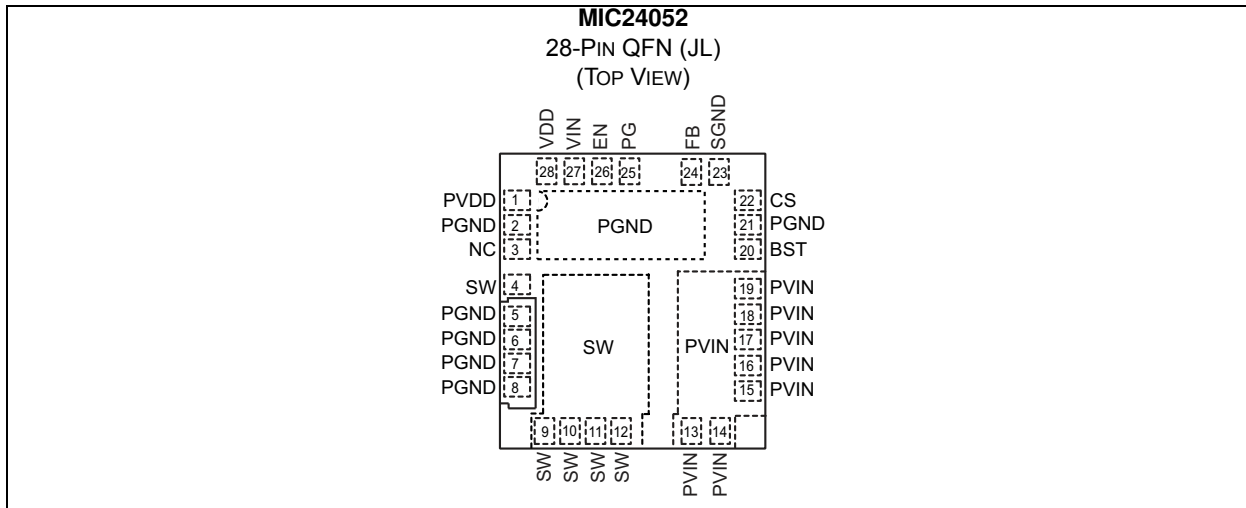 MIC24052
28-PIN QFN (JL)
(TOP VIEW)
VDD VIN EN PG FB SGND
28 27 26 25 24 23
PVDD 1 22 CS
PGND 2 PGND 21 PGND
NC 3 20 BST
SW 4 19 PVIN
PGND 5 18 PVIN
PGND 6 SW PVIN 17 PVIN
PGND 7 16 PVIN
PGND 8 15 PVIN
9 10 11 12 13 14
SW SW SW SW PVIN PVIN